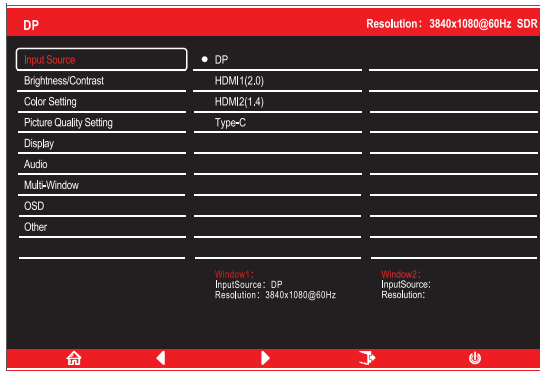 DP
Resolution: 3840x1080@60Hz SDR
Input Source
DP
Brightness/Contrast
HDMI1(2.0)
Color Setting
HDMI2(1.4)
Picture Quality Setting
Type-C
Display
Audio
Multi-Window
OSD
Other
Window1:
InputSource: DP
Resolution: 3840x1080@60Hz
Window2:
InputSource:
Resolution: